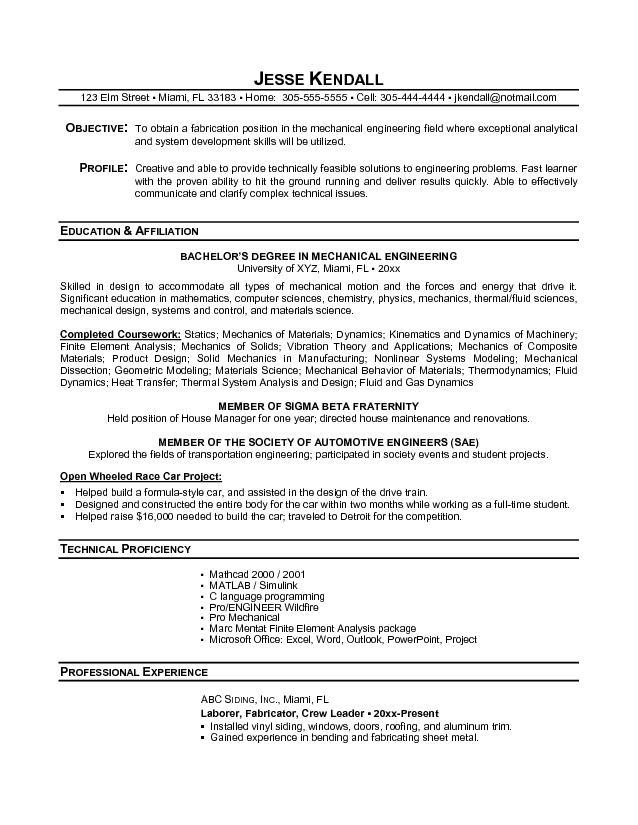 JESSE KENDALL
123 Elm Street ▪ Miami, FL 33183 ▪ Home: 305-555-5555 ▪ Cell: 305-444-4444 ▪ jkendall@notmail.com
OBJECTIVE: To obtain a fabrication position in the mechanical engineering field where exceptional analytical
and system development skills will be utilized.
PROFILE: Creative and able to provide technically feasible solutions to engineering problems. Fast learner
with the proven ability to hit the ground running and deliver results quickly. Able to effectively
communicate and clarify complex technical issues.
EDUCATION & AFFILIATION
BACHELOR'S DEGREE IN MECHANICAL ENGINEERING
University of XYZ, Miami, FL ▪ 20xx
Skilled in design to accommodate all types of mechanical motion and the forces and energy that drive it.
Significant education in mathematics, computer sciences, chemistry, physics, mechanics, thermal/fluid sciences,
mechanical design, systems and control, and materials science.
Completed Coursework: Statics; Mechanics of Materials; Dynamics; Kinematics and Dynamics of Machinery;
Finite Element Analysis; Mechanics of Solids; Vibration Theory and Applications; Mechanics of Composite
Materials; Product Design; Solid Mechanics in Manufacturing; Nonlinear Systems Modeling; Mechanical
Dissection; Geometric Modeling; Materials Science; Mechanical Behavior of Materials; Thermodynamics; Fluid
Dynamics; Heat Transfer; Thermal System Analysis and Design; Fluid and Gas Dynamics
MEMBER OF SIGMA BETA FRATERNITY
Held position of House Manager for one year; directed house maintenance and renovations.
MEMBER OF THE SOCIETY OF AUTOMOTIVE ENGINEERS (SAE)
Explored the fields of transportation engineering; participated in society events and student projects.
Open Wheeled Race Car Project:
▪ Helped build a formula-style car, and assisted in the design of the drive train.
▪ Designed and constructed the entire body for the car within two months while working as a full-time student.
▪ Helped raise $16,000 needed to build the car; traveled to Detroit for the competition.
TECHNICAL PROFICIENCY
▪ Mathcad 2000 / 2001
▪ MATLAB / Simulink
▪ C language programming
▪ Pro/ENGINEER Wildfire
▪ Pro Mechanical
▪ Marc Mentat Finite Element Analysis package
▪ Microsoft Office: Excel, Word, Outlook, PowerPoint, Project
PROFESSIONAL EXPERIENCE
ABC SIDING, INC., Miami, FL
Laborer, Fabricator, Crew Leader ▪ 20xx-Present
▪ Installed vinyl siding, windows, doors, roofing, and aluminum trim.
▪ Gained experience in bending and fabricating sheet metal.